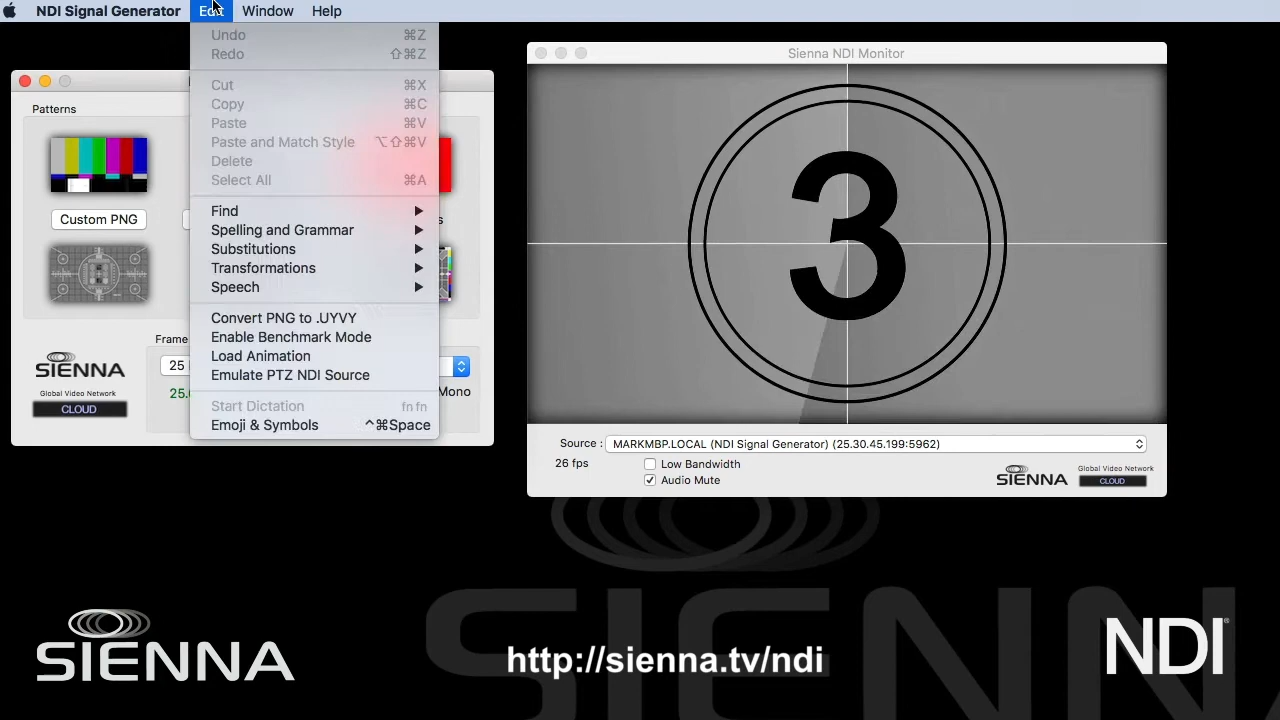 NDI Signal Generator Edit Window Help
Undo ⌘Z
Redo ⇧⌘Z
Cut ⌘X
Copy ⌘C
Paste ⌘V
Paste and Match Style ⌥⇧⌘V
Delete
Select All ⌘A
Find
Spelling and Grammar
Substitutions
Transformations
Speech
Convert PNG to .UYVY
Enable Benchmark Mode
Load Animation
Emulate PTZ NDI Source
Start Dictation fn fn
Emoji & Symbols ^⌘Space
Patterns
Custom PNG
Frame
25
25.
Mono
SIENNA
Global Video Network
CLOUD
Sienna NDI Monitor
3
Source : MARKMBP.LOCAL (NDI Signal Generator) (25.30.45.199:5962)
26 fps
Low Bandwidth
Audio Mute
SIENNA
Global Video Network
CLOUD
SIENNA
SIENNA
http://sienna.tv/ndi
NDI®